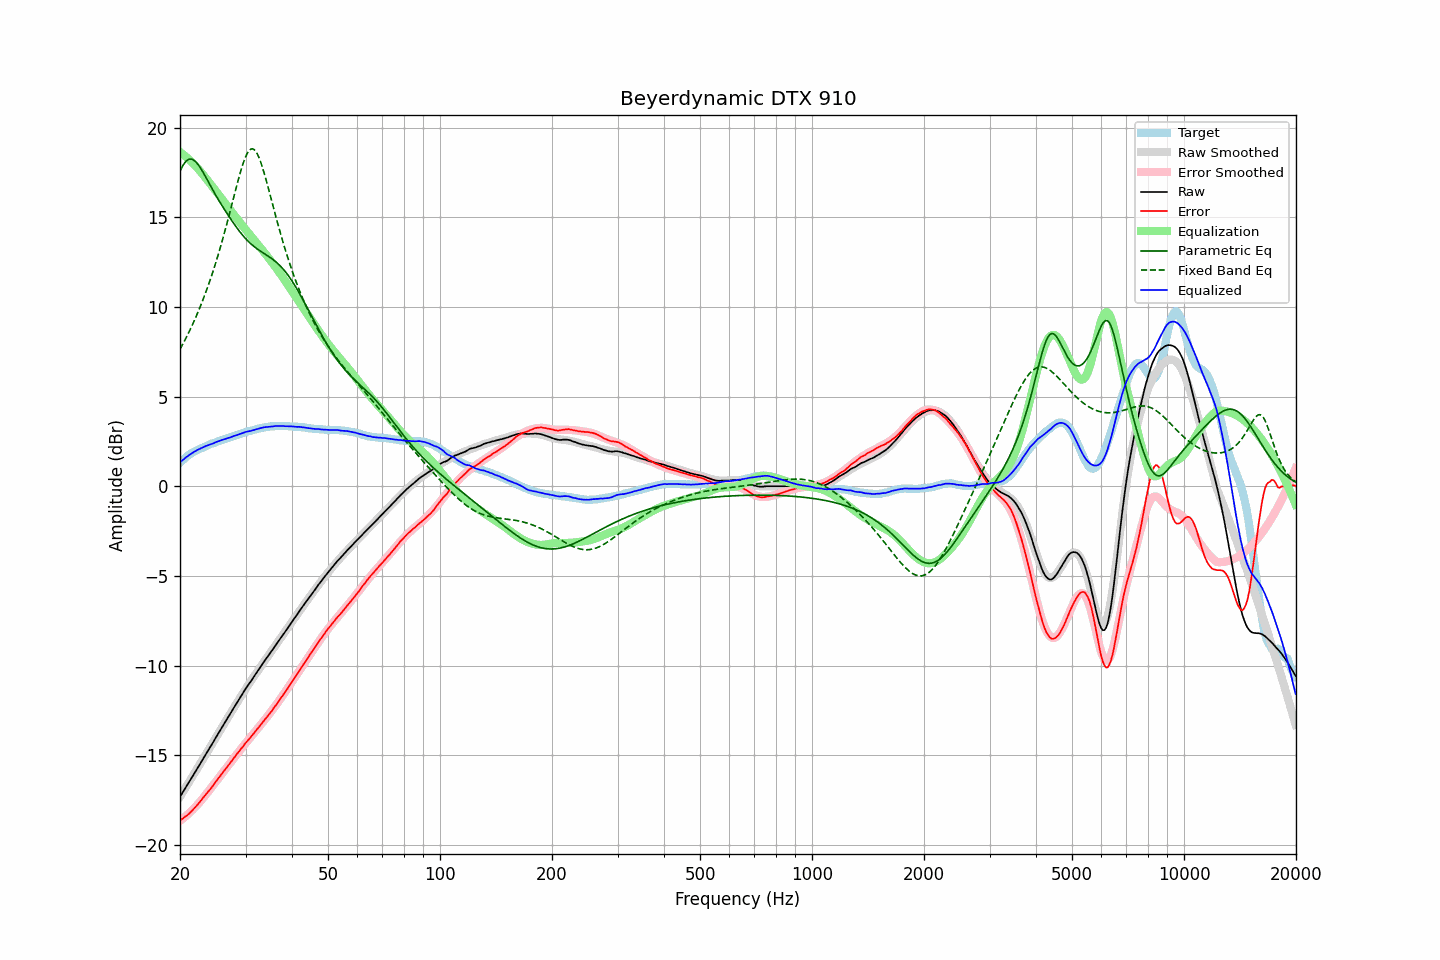 Beyerdynamic DTX 910
Amplitude (dBr)
20
15
10
5
0
−5
−10
−15
−20
Target
Raw Smoothed
Error Smoothed
Raw
Error
Equalization
Parametric Eq
Fixed Band Eq
Equalized
20 50 100 200 500 1000 2000 5000 10000 20000
Frequency (Hz)